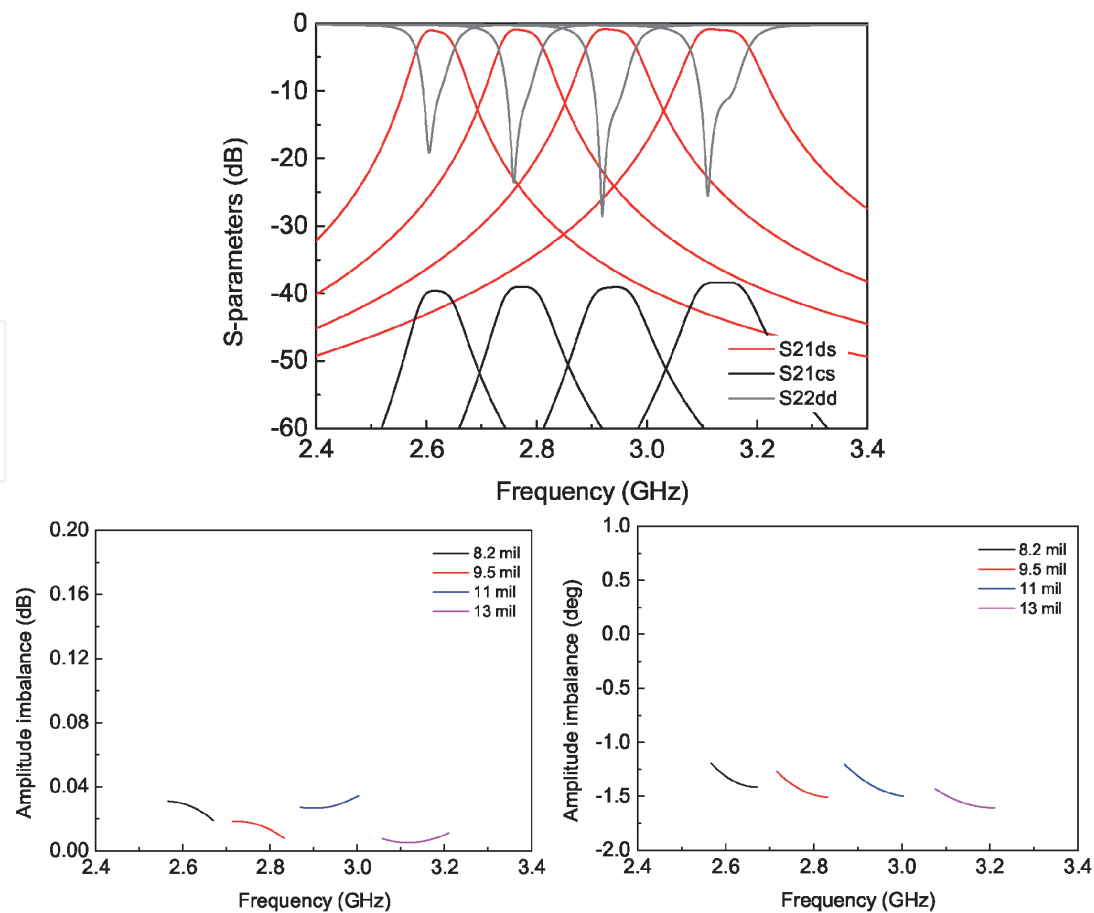 S-parameters (dB)
0
-10
-20
-30
-40
-50
-60
S21ds
S21cs
S22dd
2.4 2.6 2.8 3.0 3.2 3.4
Frequency (GHz)
Amplitude imbalance (dB)
0.20
0.16
0.12
0.08
0.04
0.00
8.2 mil
9.5 mil
11 mil
13 mil
2.4 2.6 2.8 3.0 3.2 3.4
Frequency (GHz)
Amplitude imbalance (deg)
1.0
0.5
0.0
-0.5
-1.0
-1.5
-2.0
8.2 mil
9.5 mil
11 mil
13 mil
2.4 2.6 2.8 3.0 3.2 3.4
Frequency (GHz)